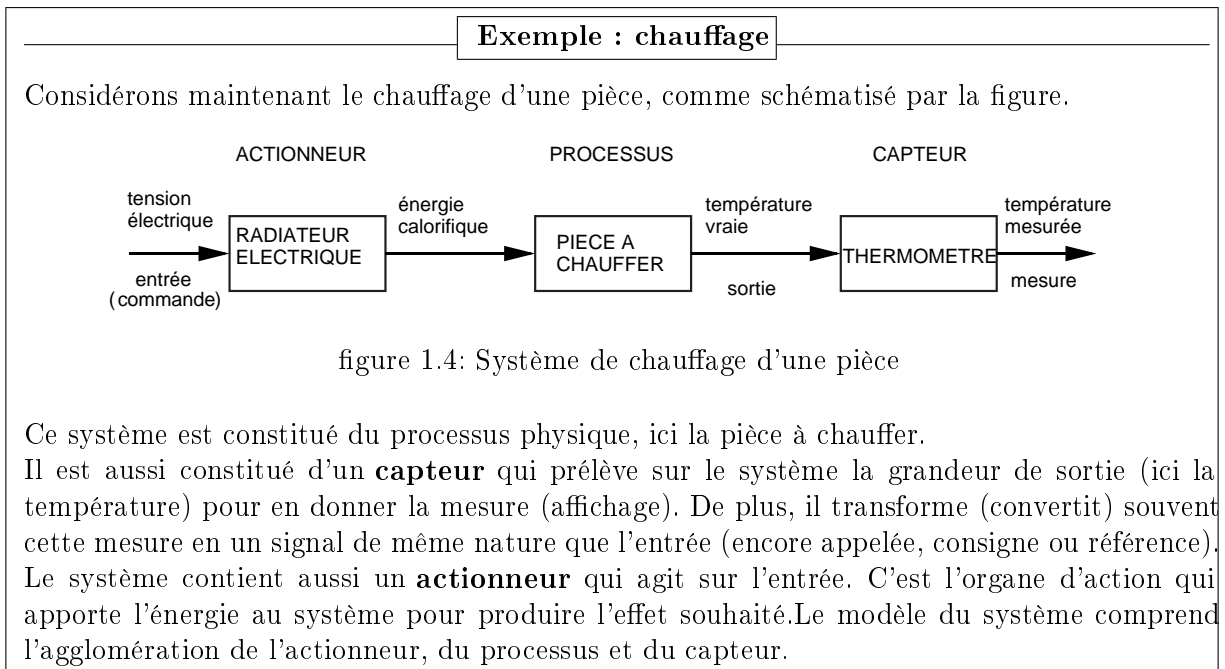 Exemple : chauffage
Considérons maintenant le chauffage d'une pièce, comme schématisé par la figure.
ACTIONNEUR PROCESSUS CAPTEUR
tension
électrique
entrée
(commande)
RADIATEUR
ELECTRIQUE
énergie
calorifique
PIECE A
CHAUFFER
température
vraie
sortie
THERMOMETRE
température
mesurée
mesure
figure 1.4: Système de chauffage d'une pièce
Ce système est constitué du processus physique, ici la pièce à chauffer.
Il est aussi constitué d'un capteur qui prélève sur le système la grandeur de sortie (ici la
température) pour en donner la mesure (affichage). De plus, il transforme (convertit) souvent
cette mesure en un signal de même nature que l'entrée (encore appelée, consigne ou référence).
Le système contient aussi un actionneur qui agit sur l'entrée. C'est l'organe d'action qui
apporte l'énergie au système pour produire l'effet souhaité.Le modèle du système comprend
l'agglomération de l'actionneur, du processus et du capteur.